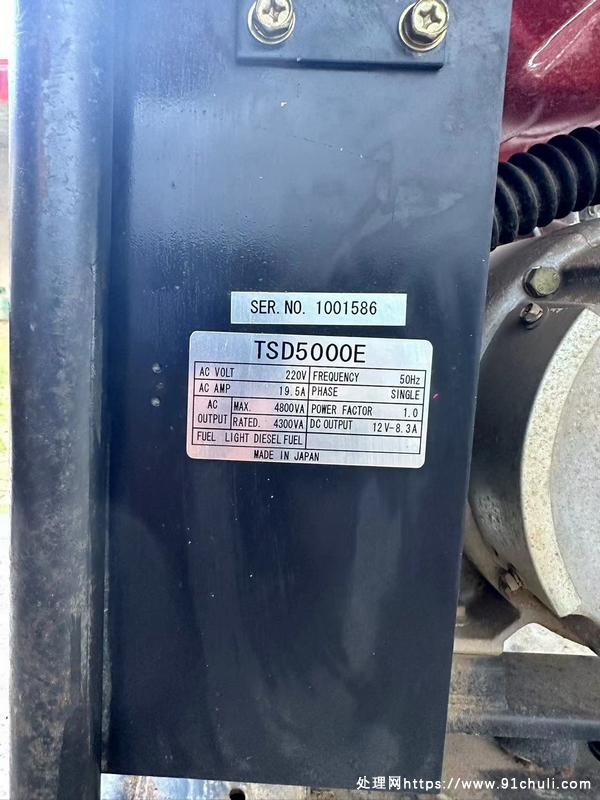 SER. NO. 1001586
TSD5000E
AC VOLT 220V FREQUENCY 50Hz
AC AMP 19.5A PHASE SINGLE
AC OUTPUT MAX. 4800VA POWER FACTOR 1.0
RATED. 4300VA DC OUTPUT 12V-8.3A
FUEL LIGHT DIESEL FUEL
MADE IN JAPAN
处理网https://www.91chuli.com